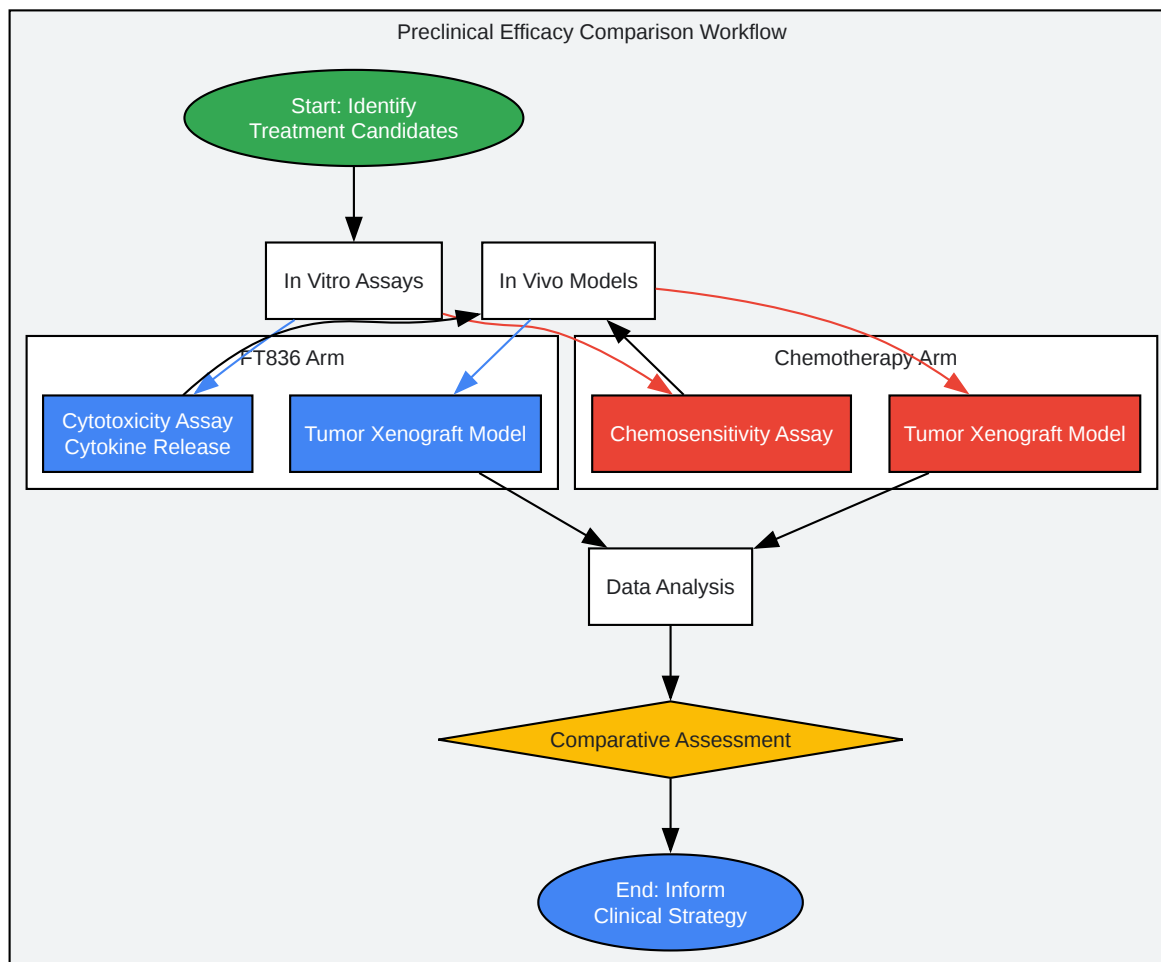 Preclinical Efficacy Comparison Workflow
Start: Identify
Treatment Candidates
In Vitro Assays
In Vivo Models
FT836 Arm
Chemotherapy Arm
Cytotoxicity Assay
Cytokine Release
Tumor Xenograft Model
Chemosensitivity Assay
Tumor Xenograft Model
Data Analysis
Comparative Assessment
End: Inform
Clinical Strategy